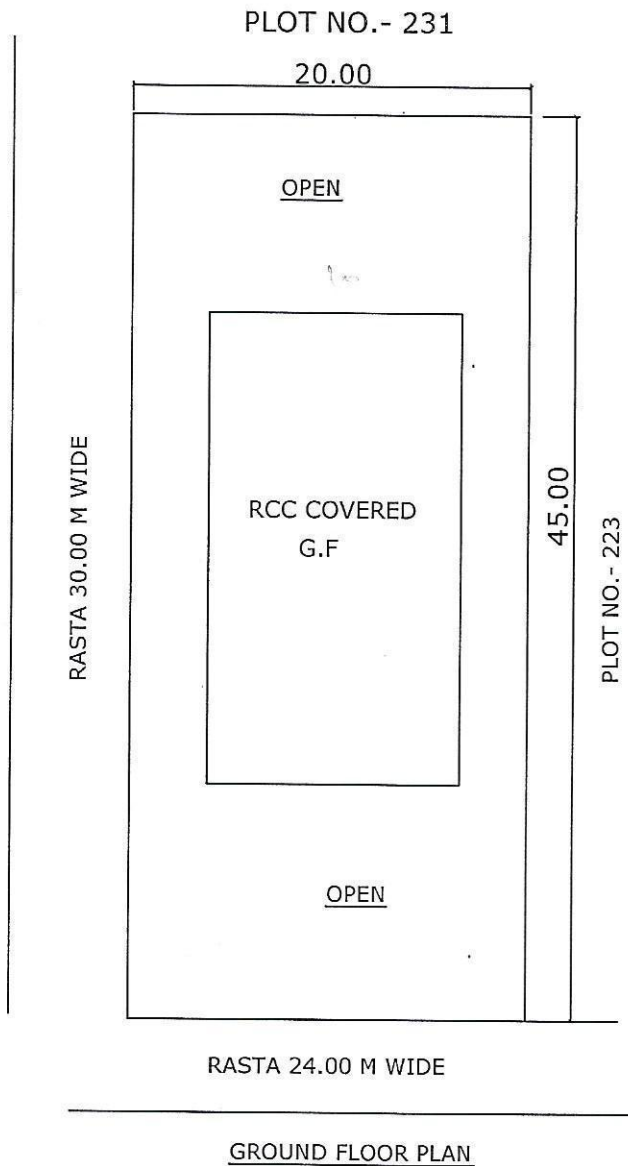 PLOT NO.- 231
20.00
OPEN
RASTA 30.00 M WIDE
RCC COVERED
G.F
45.00
PLOT NO.- 223
OPEN
RASTA 24.00 M WIDE
GROUND FLOOR PLAN